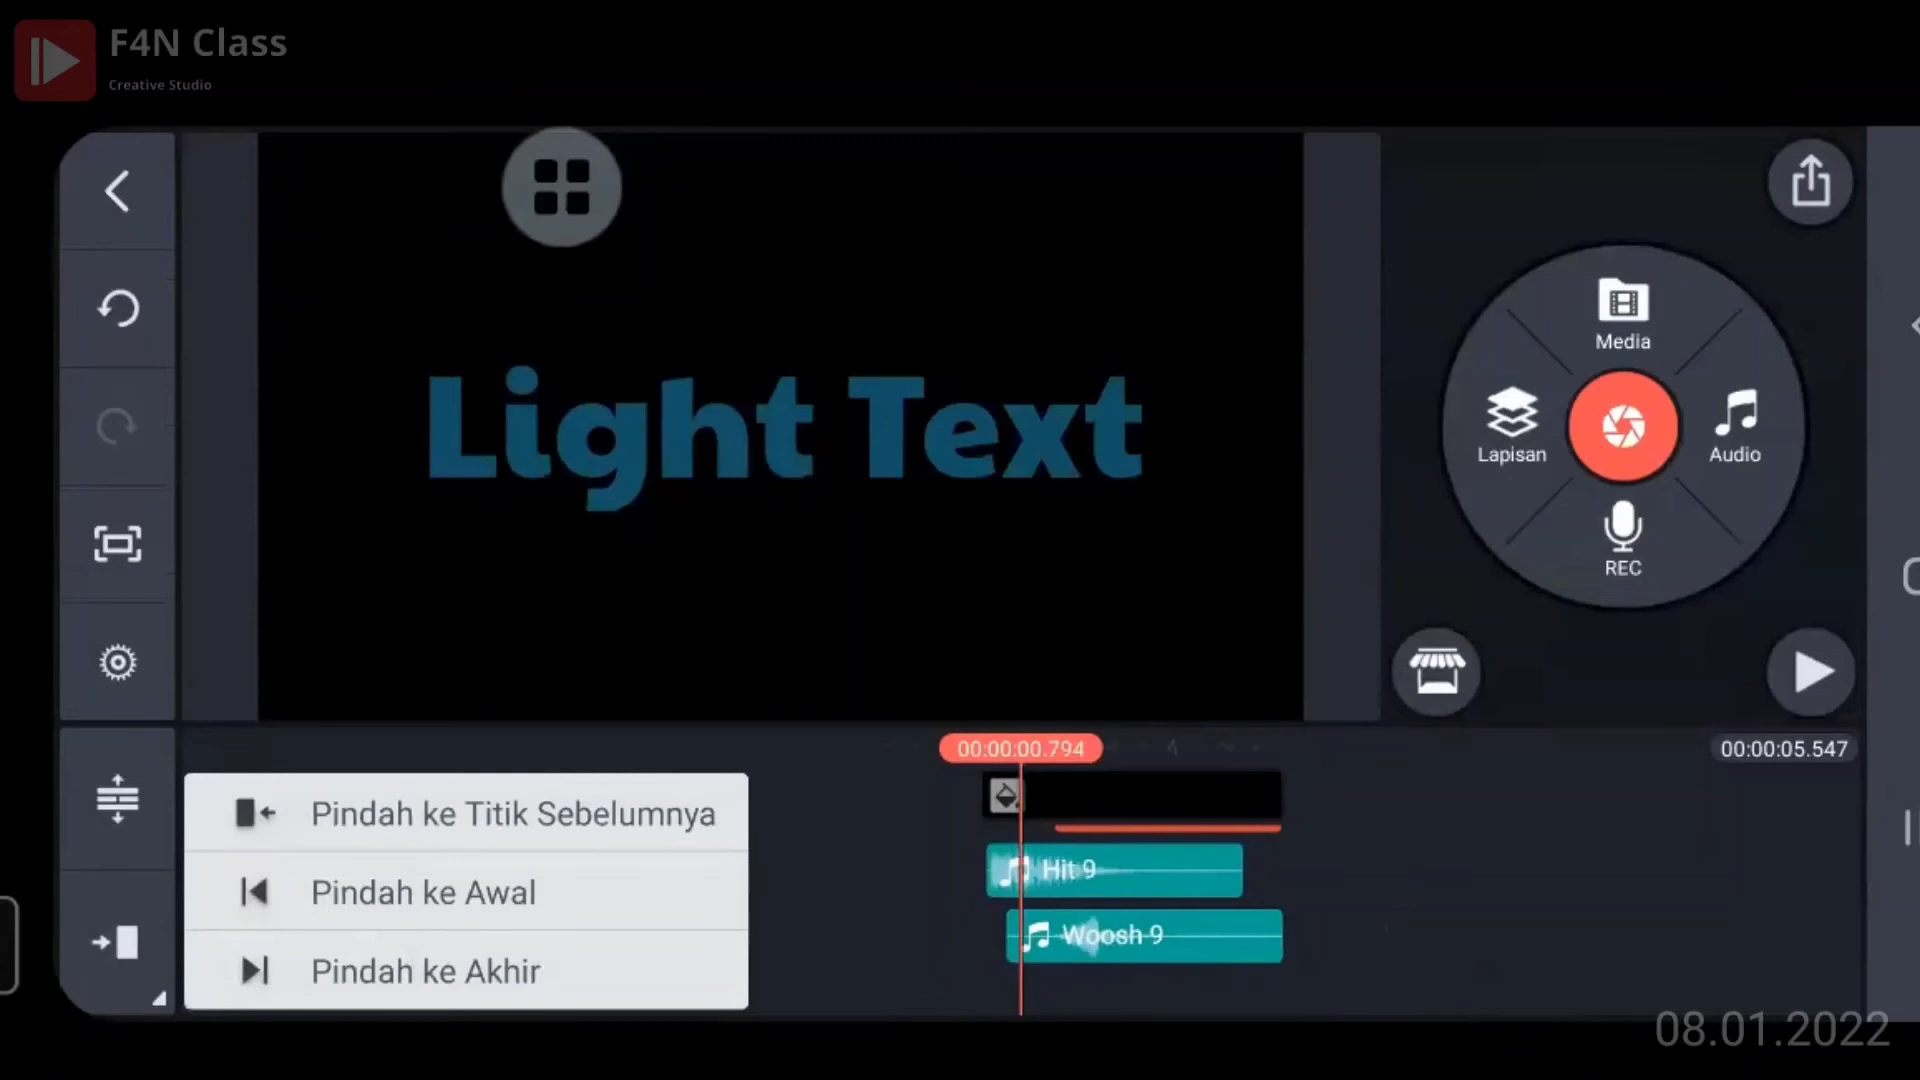 F4N Class
Creative Studio
Light Text
Media
Lapisan
Audio
REC
00:00:00.794
4
00:00:05.547
Pindah ke Titik Sebelumnya
Pindah ke Awal
Pindah ke Akhir
Hit 9
Woosh 9
08.01.2022